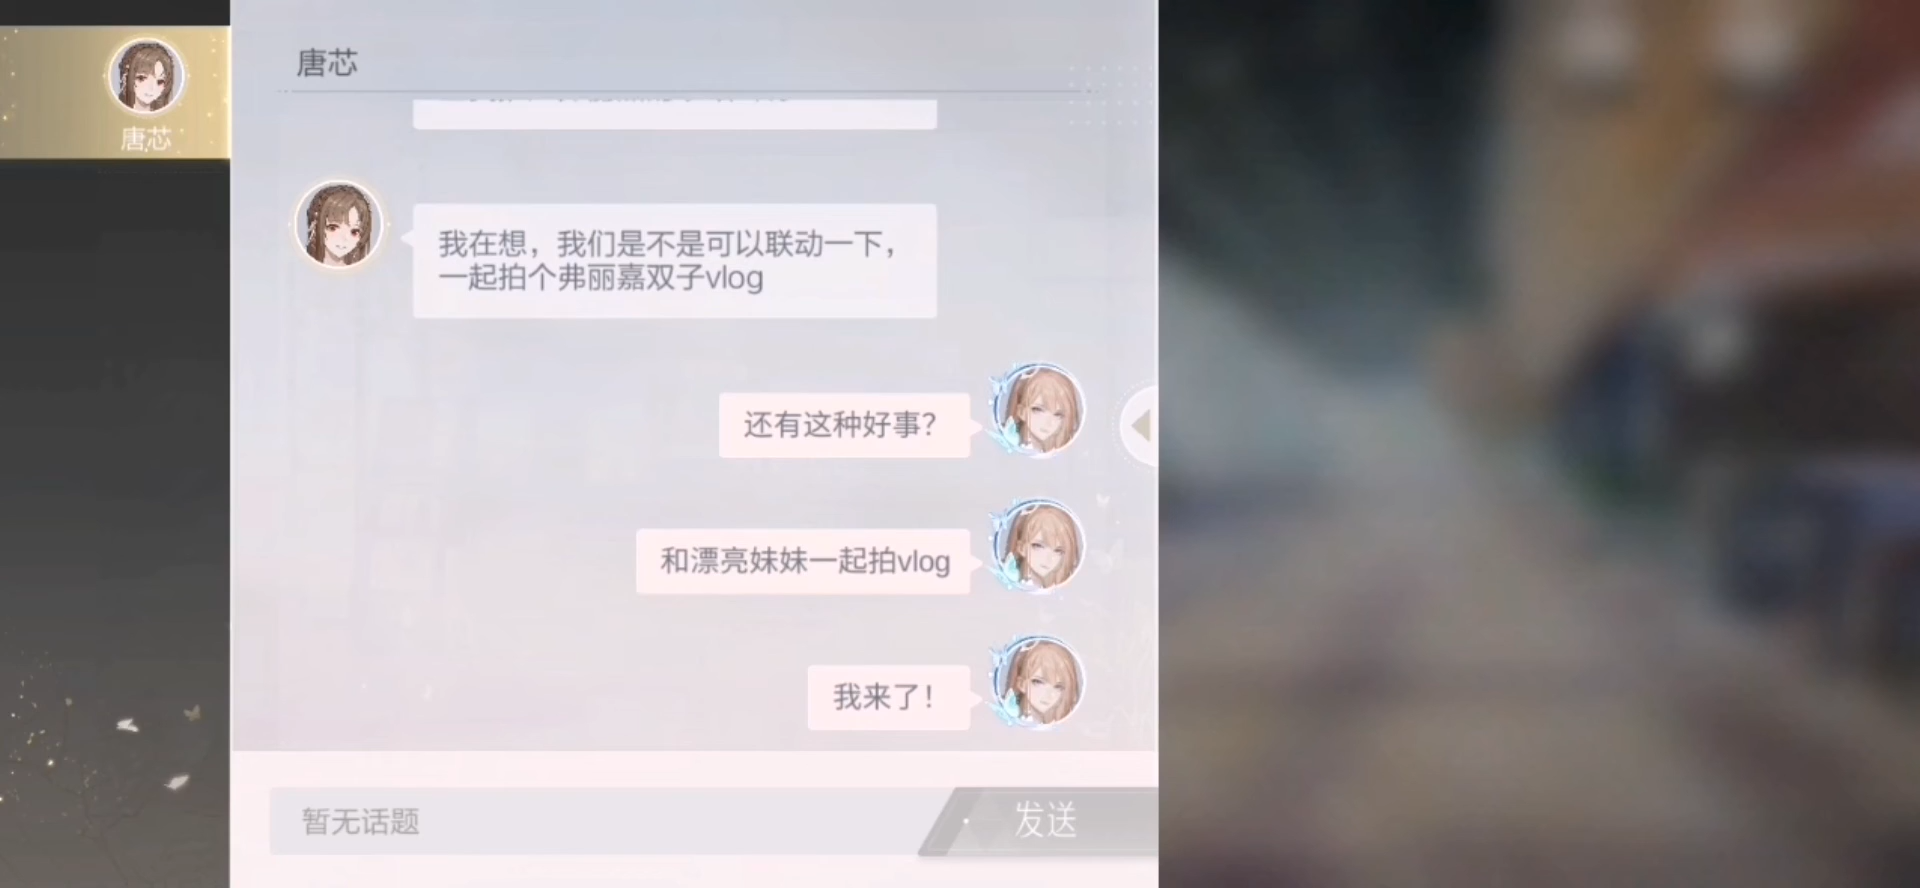 唐芯
唐芯
我在想，我们是不是可以联动一下，
一起拍个弗丽嘉双子vlog
还有这种好事？
和漂亮妹妹一起拍vlog
我来了！
暂无话题
发送